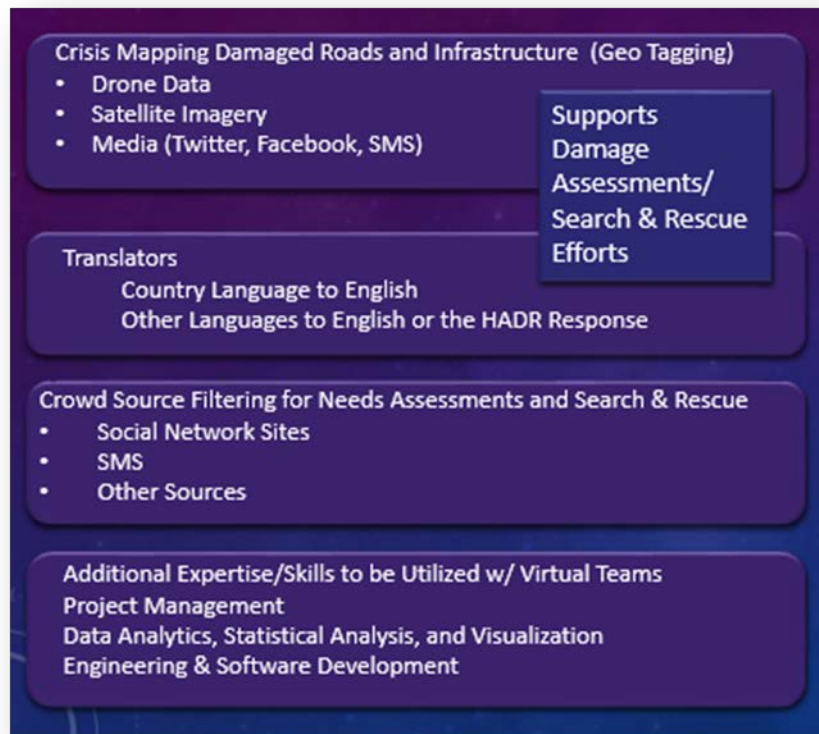 Crisis Mapping Damaged Roads and Infrastructure (Geo Tagging)
• Drone Data
• Satellite Imagery
• Media (Twitter, Facebook, SMS)
Supports
Damage
Assessments/
Search & Rescue
Efforts
Translators
Country Language to English
Other Languages to English or the HADR Response
Crowd Source Filtering for Needs Assessments and Search & Rescue
• Social Network Sites
• SMS
• Other Sources
Additional Expertise/Skills to be Utilized w/ Virtual Teams
Project Management
Data Analytics, Statistical Analysis, and Visualization
Engineering & Software Development